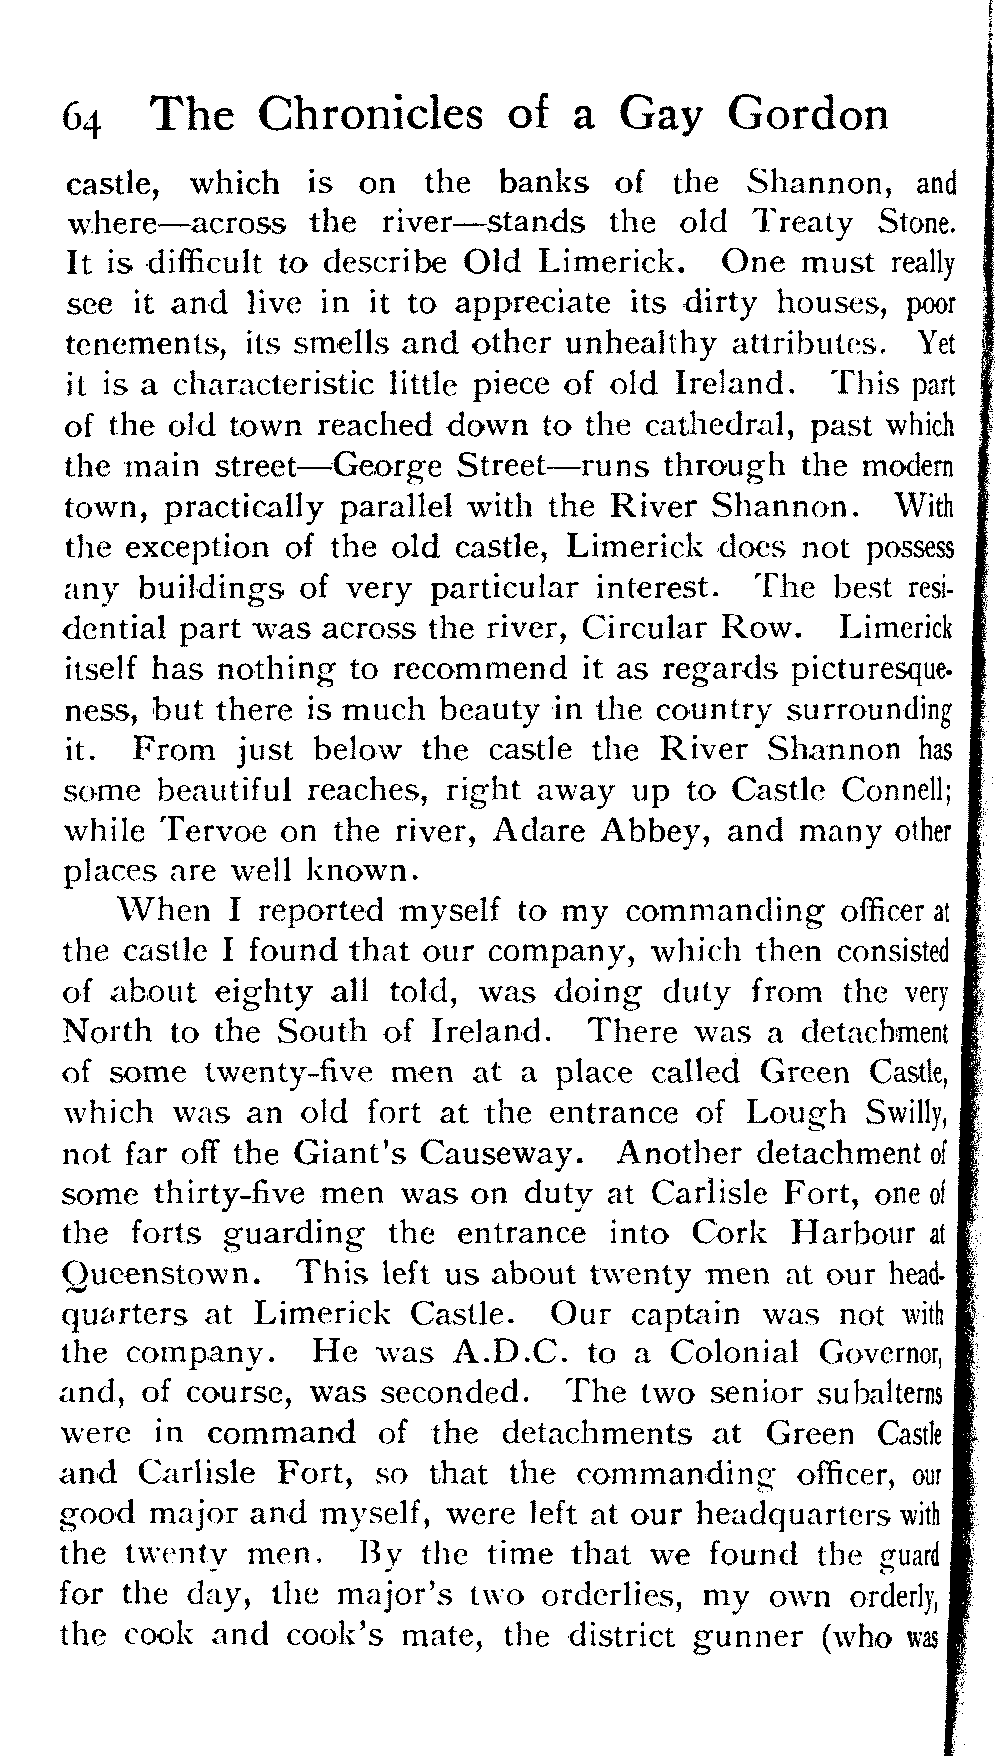 64 The Chronicles of a Gay Gordon
castle, which is on the banks of the Shannon, and
where—across the river—stands the old Treaty Stone.
It is difficult to describe Old Limerick. One must really
see it and live in it to appreciate its dirty houses, poor
tenements, its smells and other unhealthy attributes. Yet
it is a characteristic little piece of old Ireland. This part
of the old town reached down to the cathedral, past which
the main street—George Street—runs through the modern
town, practically parallel with the River Shannon. With
the exception of the old castle, Limerick does not possess
any buildings of very particular interest. The best resi-
dential part was across the river, Circular Row. Limerick
itself has nothing to recommend it as regards picturesque-
ness, but there is much beauty in the country surrounding
it. From just below the castle the River Shannon has
some beautiful reaches, right away up to Castle Connell;
while Tervoe on the river, Adare Abbey, and many other
places are well known.
When I reported myself to my commanding officer at
the castle I found that our company, which then consisted
of about eighty all told, was doing duty from the very
North to the South of Ireland. There was a detachment
of some twenty-five men at a place called Green Castle,
which was an old fort at the entrance of Lough Swilly,
not far off the Giant's Causeway. Another detachment of
some thirty-five men was on duty at Carlisle Fort, one of
the forts guarding the entrance into Cork Harbour at
Queenstown. This left us about twenty men at our head-
quarters at Limerick Castle. Our captain was not with
the company. He was A.D.C. to a Colonial Governor,
and, of course, was seconded. The two senior subalterns
were in command of the detachments at Green Castle
and Carlisle Fort, so that the commanding officer, our
good major and myself, were left at our headquarters with
the twenty men. By the time that we found the guard
for the day, the major's two orderlies, my own orderly,
the cook and cook's mate, the district gunner (who was